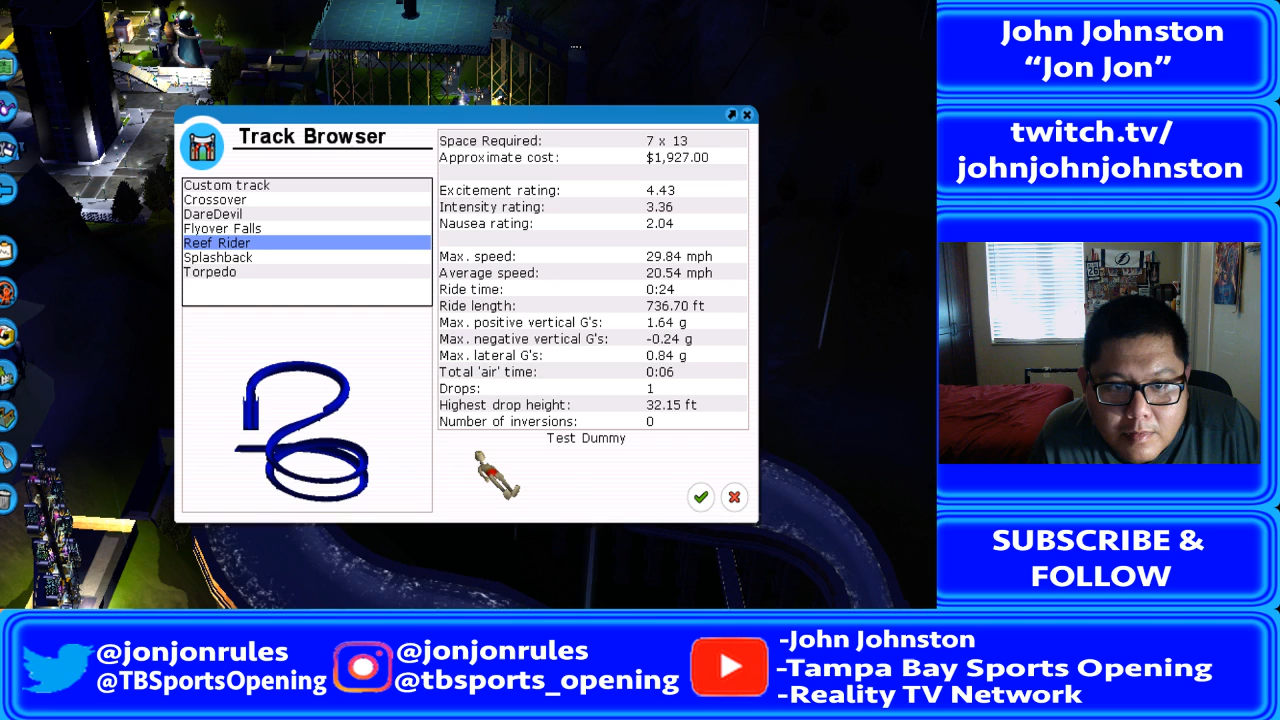 Track Browser
Custom track
Crossover
DareDevil
Flyover Falls
Reef Rider
Splashback
Torpedo
Space Required: 7 x 13
Approximate cost: $1,927.00
Excitement rating: 4.43
Intensity rating: 3.36
Nausea rating: 2.04
Max. speed: 29.84 mph
Average speed: 20.54 mph
Ride time: 0:24
Ride length: 736.70 ft
Max. positive vertical G's: 1.64 g
Max. negative vertical G's: -0.24 g
Max. lateral G's: 0.84 g
Total 'air' time: 0:06
Drops: 1
Highest drop height: 32.15 ft
Number of inversions: 0
Test Dummy
John Johnston
“Jon Jon”
twitch.tv/
johnjohnjohnston
SUBSCRIBE &
FOLLOW
@jonjonrules
@TBSportsOpening
@jonjonrules
@tbsports_opening
-John Johnston
-Tampa Bay Sports Opening
-Reality TV Network